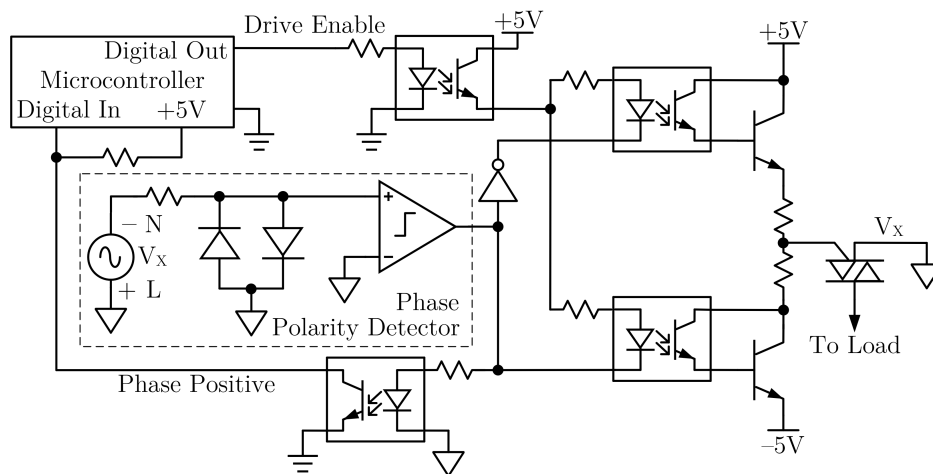 Drive Enable
+5V
+5V
Digital Out
Microcontroller
Digital In +5V
+
− N
V_X
+ L
−
Phase
Polarity Detector
V_X
To Load
Phase Positive
–5V